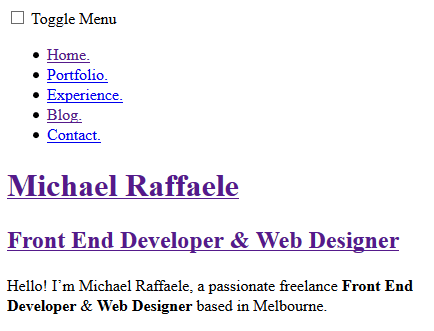 Toggle Menu
Home.
Portfolio.
Experience.
Blog.
Contact.
Michael Raffaele
Front End Developer & Web Designer
Hello! I’m Michael Raffaele, a passionate freelance Front End
Developer & Web Designer based in Melbourne.